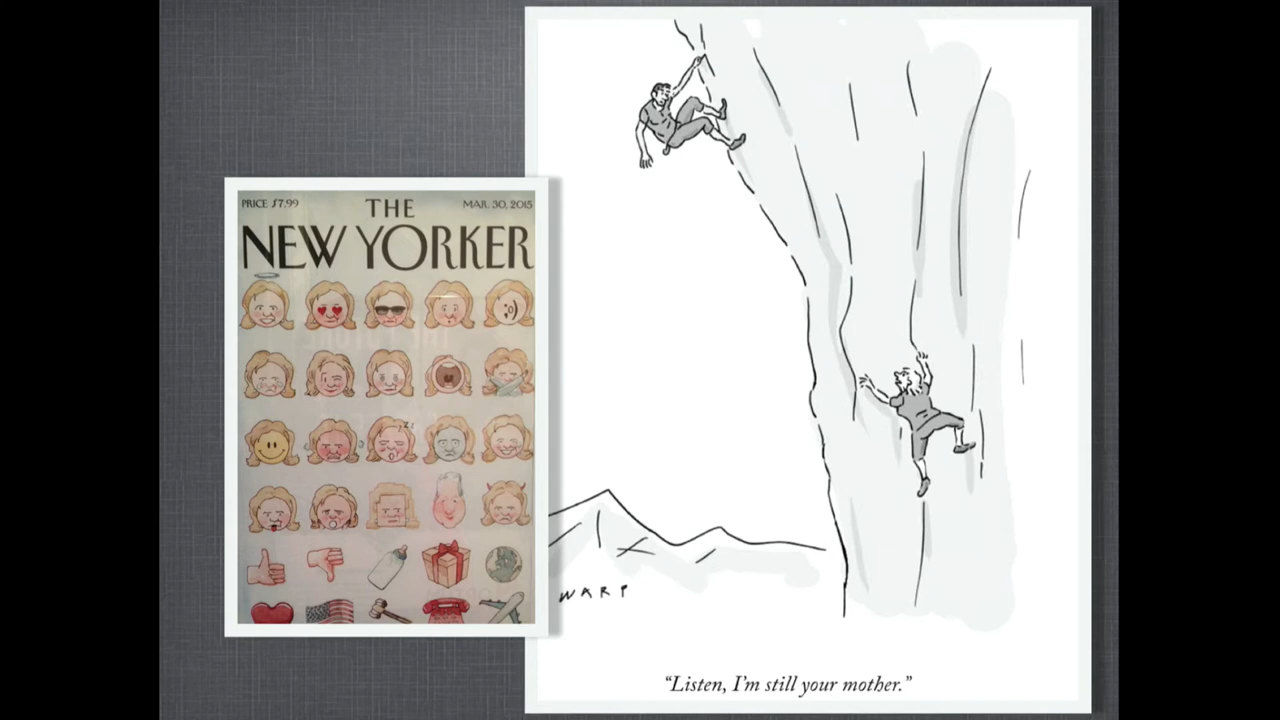 PRICE $7.99
THE
MAR. 30, 2015
NEW YORKER
WARP
“Listen, I’m still your mother.”